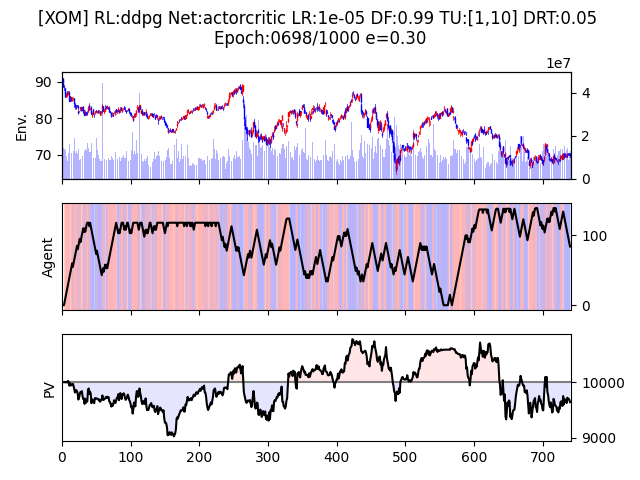 [XOM] RL:ddpg Net:actorcritic LR:1e-05 DF:0.99 TU:[1,10] DRT:0.05
Epoch:0698/1000 e=0.30
1e7
90
80
70
Env.
4
2
0
Agent
100
0
PV
10000
9000
0 100 200 300 400 500 600 700